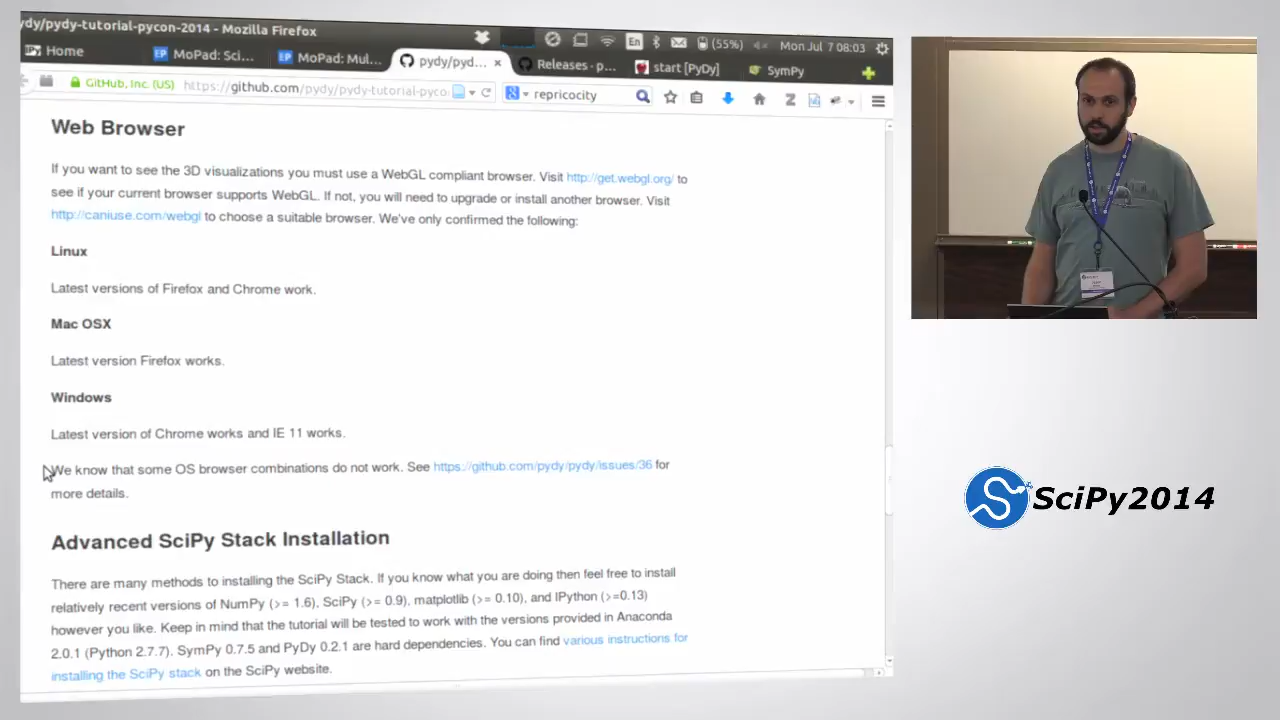 ydy/pydy-tutorial-pycon-2014 - Mozilla Firefox
En
(55%)
Mon Jul 7 08:03
IPy Home
EP MoPad: Sci...
EP MoPad: Mul...
pydy/pyd... ×
Releases - p...
start [PyDy]
SymPy
GitHub, Inc. (US)
https://github.com/pydy/pydy-tutorial-pyco
repricocity
Z
Web Browser
If you want to see the 3D visualizations you must use a WebGL compliant browser. Visit http://get.webgl.org/ to
see if your current browser supports WebGL. If not, you will need to upgrade or install another browser. Visit
http://caniuse.com/webgl to choose a suitable browser. We've only confirmed the following:
Linux
Latest versions of Firefox and Chrome work.
Mac OSX
Latest version Firefox works.
Windows
Latest version of Chrome works and IE 11 works.
We know that some OS browser combinations do not work. See https://github.com/pydy/pydy/issues/36 for
more details.
Advanced SciPy Stack Installation
There are many methods to installing the SciPy Stack. If you know what you are doing then feel free to install
relatively recent versions of NumPy (>= 1.6), SciPy (>= 0.9), matplotlib (>= 0.10), and IPython (>=0.13)
however you like. Keep in mind that the tutorial will be tested to work with the versions provided in Anaconda
2.0.1 (Python 2.7.7). SymPy 0.7.5 and PyDy 0.2.1 are hard dependencies. You can find various instructions for
installing the SciPy stack on the SciPy website.
SciPy2014